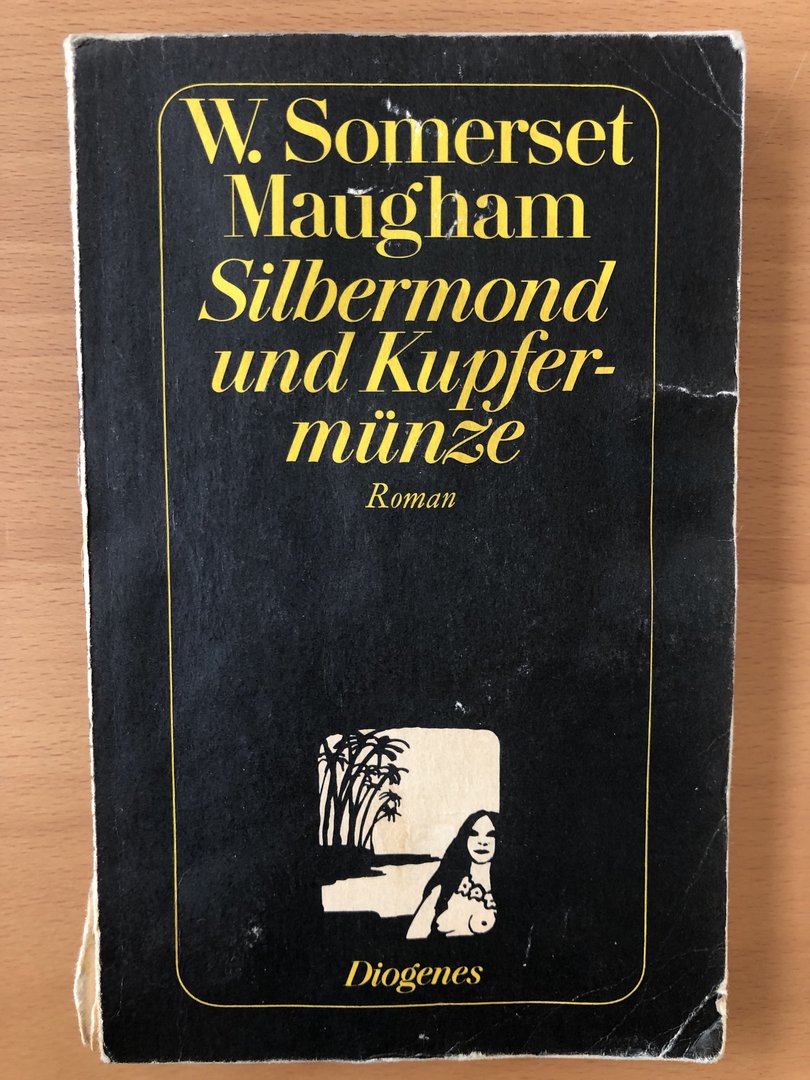 W. Somerset
Maugham
Silbermond
und Kupfer-
münze
Roman
Diogenes